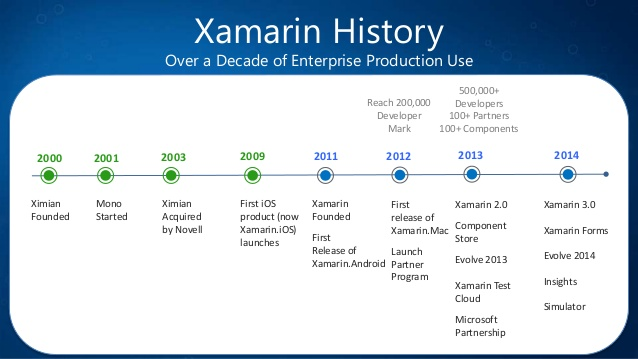 Xamarin History
Over a Decade of Enterprise Production Use
Reach 200,000
Developer
Mark
500,000+
Developers
100+ Partners
100+ Components
2000
2001
2003
2009
2011
2012
2013
2014
Ximian
Founded
Mono
Started
Ximian
Acquired
by Novell
First iOS
product (now
Xamarin.iOS)
launches
Xamarin
Founded
First
Release of
Xamarin.Android
First
release of
Xamarin.Mac
Launch
Partner
Program
Xamarin 2.0
Component
Store
Evolve 2013
Xamarin Test
Cloud
Microsoft
Partnership
Xamarin 3.0
Xamarin Forms
Evolve 2014
Insights
Simulator